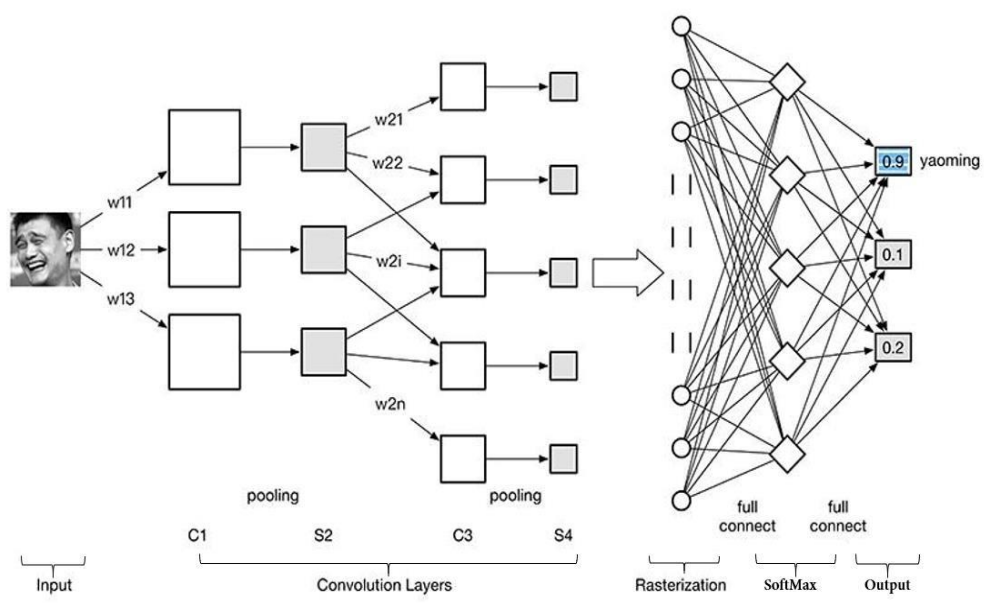 w21
w22
w11
yaoming
0.9
w12
w2i
0.1
w13
0.2
w2n
pooling
pooling
full
connect
full
connect
C1
S2
C3
S4
Input
Convolution Layers
Rasterization
SoftMax
Output